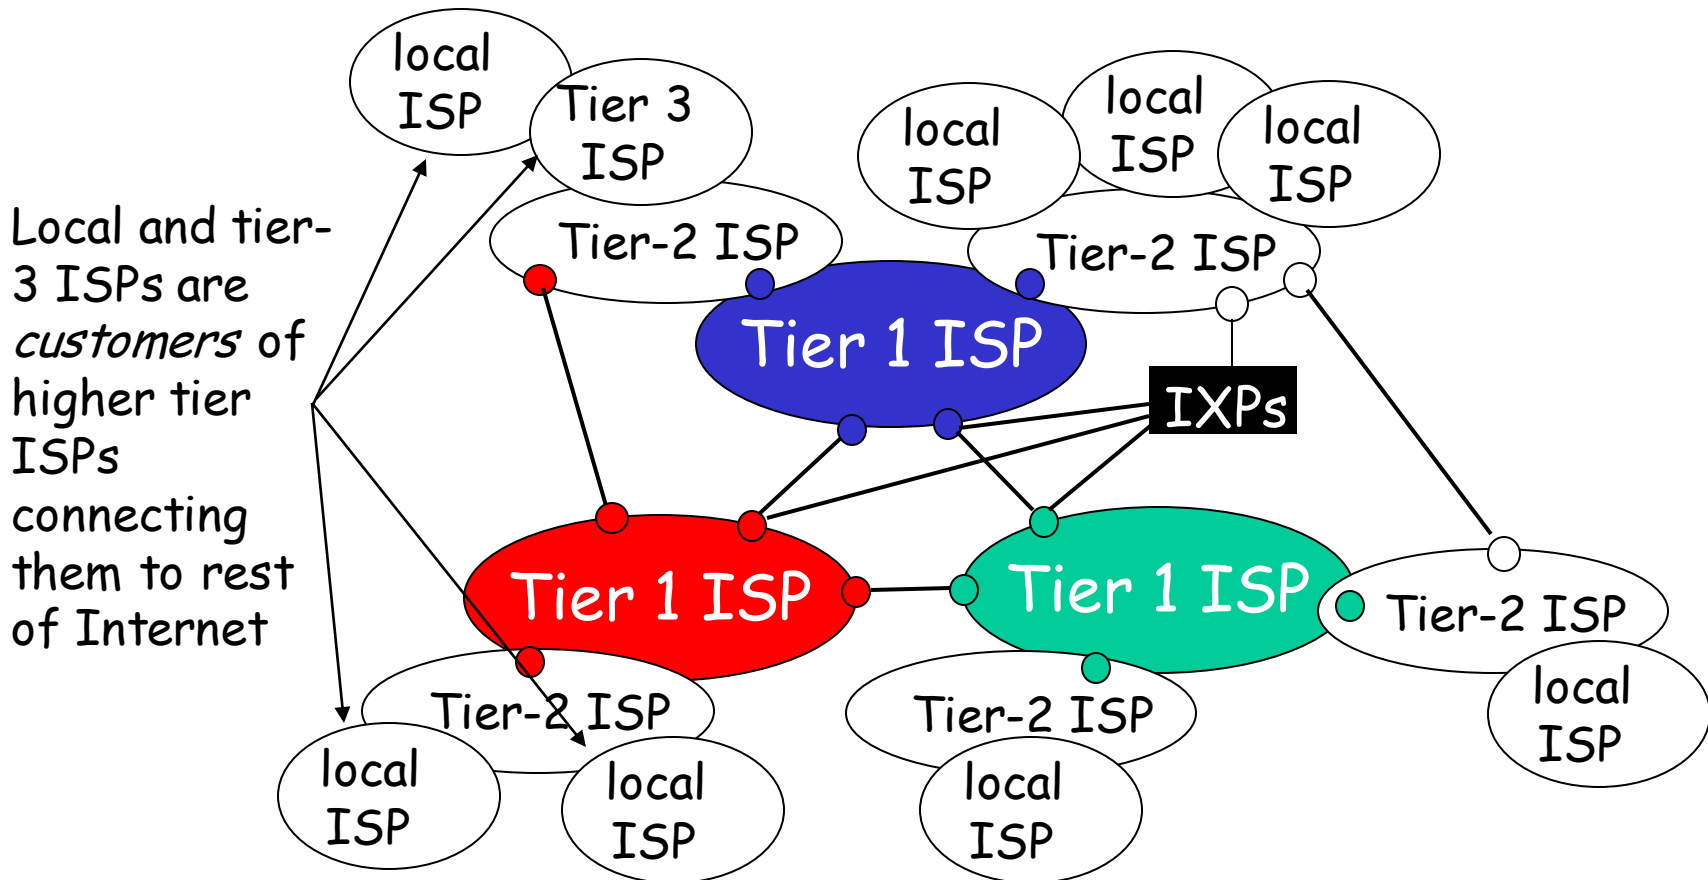 local
ISP
Tier 3
ISP
local
ISP
local
ISP
local
ISP
Local and tier-
3 ISPs are
customers of
higher tier
ISPs
connecting
them to rest
of Internet
Tier-2 ISP
Tier-2 ISP
Tier 1 ISP
IXPs
Tier 1 ISP
Tier 1 ISP
Tier-2 ISP
local
ISP
Tier-2 ISP
Tier-2 ISP
local
ISP
local
ISP
local
ISP